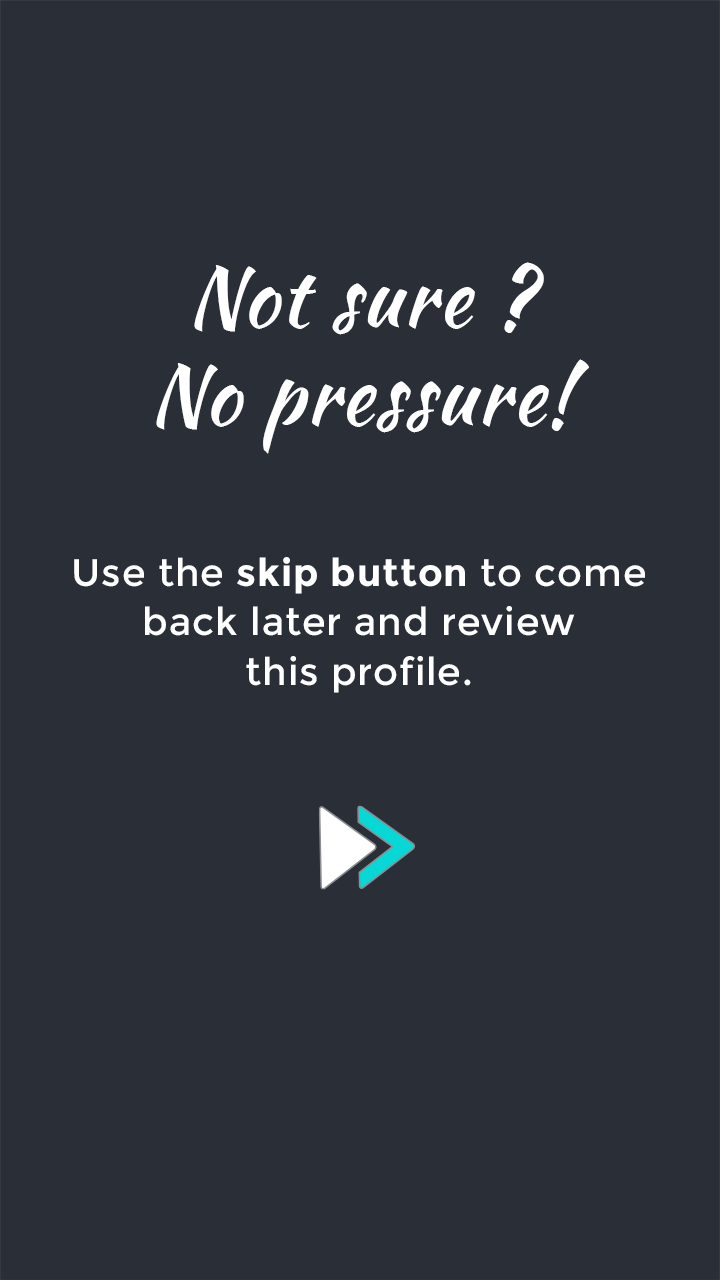 Not sure ?
No pressure!
Use the skip button to come
back later and review
this profile.